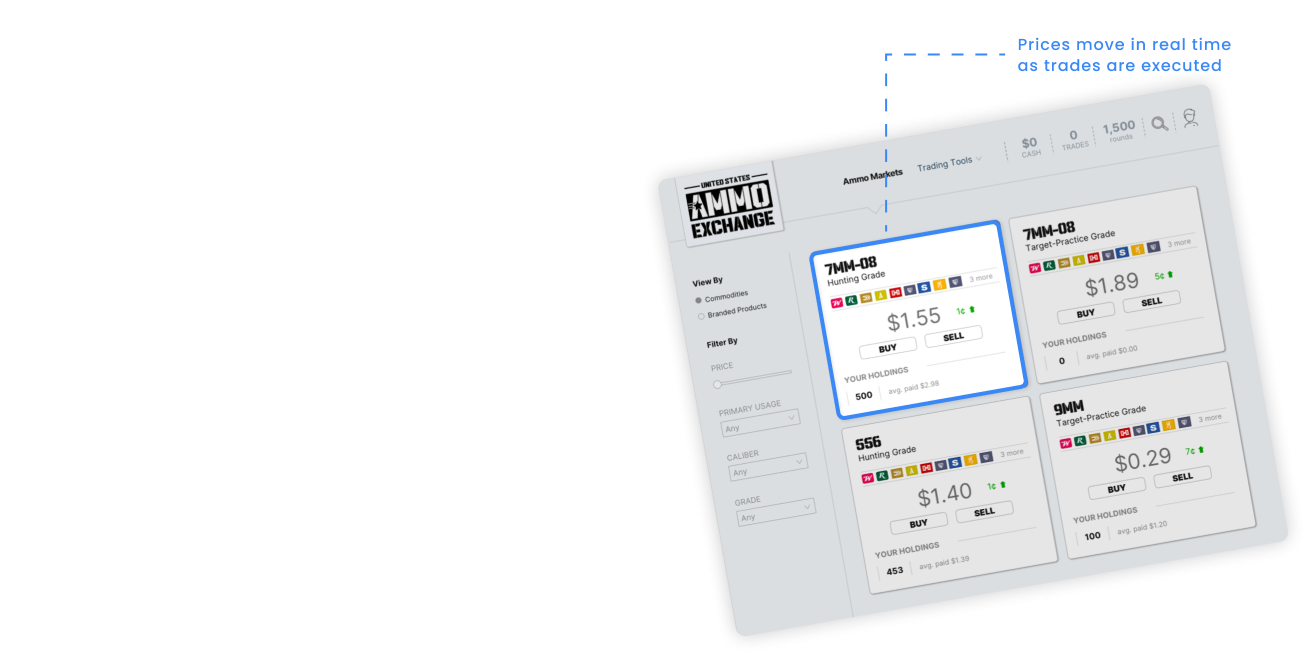 Prices move in real time
as trades are executed
UNITED STATES
AMMO
EXCHANGE
Ammo Markets
Trading Tools
$0
CASH
0
TRADES
1,500
rounds
View By
Commodities
Branded Products
Filter By
PRICE
PRIMARY USAGE
Any
CALIBER
Any
GRADE
Any
7MM-08
Hunting Grade
3 more
$1.55 1¢
BUY SELL
YOUR HOLDINGS
500 avg. paid $2.98
7MM-08
Target-Practice Grade
3 more
$1.89 5¢
BUY SELL
YOUR HOLDINGS
0 avg. paid $0.00
556
Hunting Grade
3 more
$1.40 1¢
BUY SELL
YOUR HOLDINGS
453 avg. paid $1.39
9MM
Target-Practice Grade
3 more
$0.29 7¢
BUY SELL
YOUR HOLDINGS
100 avg. paid $1.20